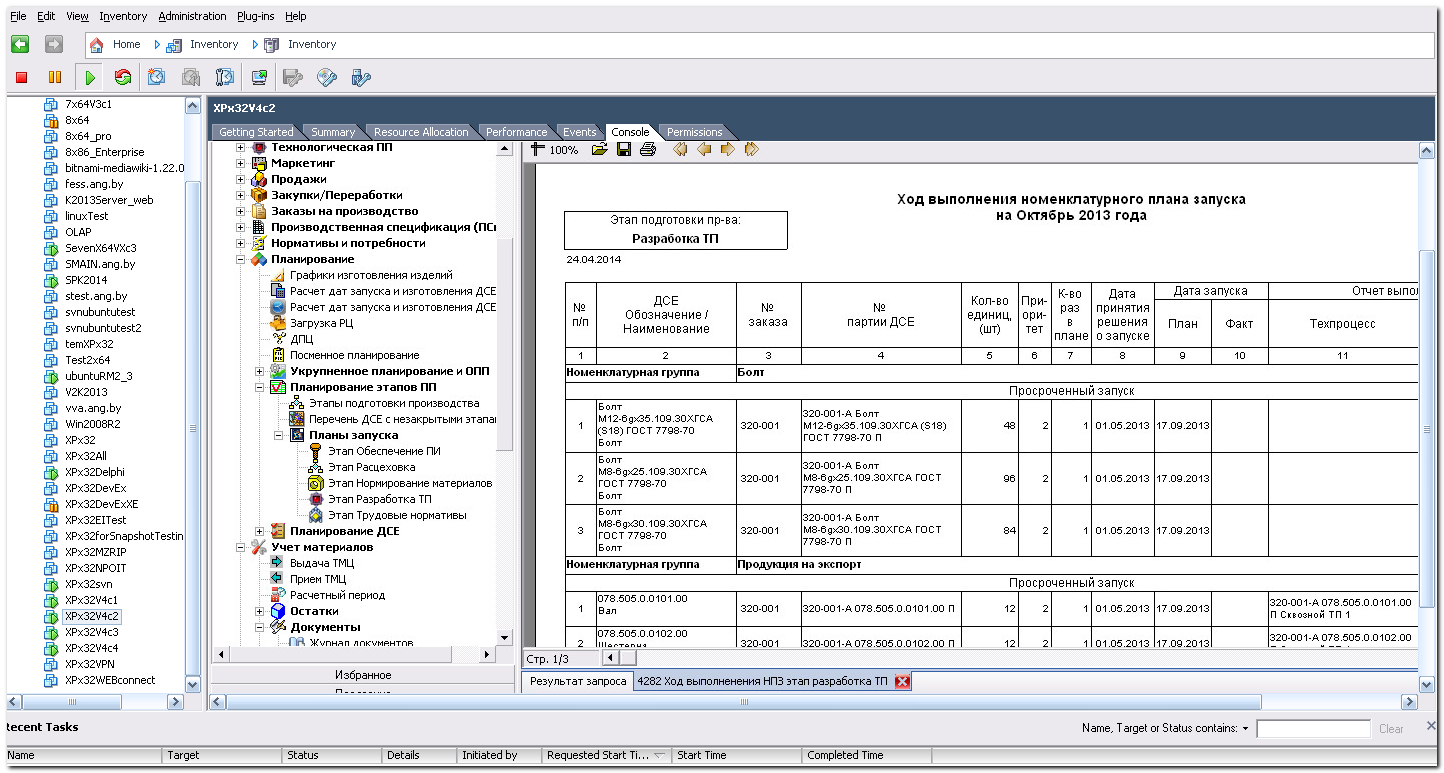 File Edit View Inventory Administration Plug-ins Help
Home Inventory Inventory
7x64V3c1
8x64
8x64_pro
8x86_Enterprise
bitnami-mediawiki-1.22.0
fess.ang.by
K2013Server_web
linuxTest
OLAP
SevenX64VXc3
SMAIN.ang.by
SPK2014
stest.ang.by
svnubuntutest
svnubuntutest2
temXPx32
Test2x64
ubuntuRM2_3
V2K2013
vva.ang.by
Win2008R2
XPx32
XPx32All
XPx32Delphi
XPx32DevEx
XPx32DevExXE
XPx32EITest
XPx32forSnapshotTestin
XPx32MZRIP
XPx32NPOIT
XPx32svn
XPx32V4c1
XPx32V4c2
XPx32V4c3
XPx32V4c4
XPx32VPN
XPx32WEBconnect
XPx32V4c2
Getting Started Summary Resource Allocation Performance Events Console Permissions
Технологическая ПП
Маркетинг
Продажи
Закупки/Переработки
Заказы на производство
Производственная спецификация (ПС
Нормативы и потребности
Планирование
Графики изготовления изделий
Расчет дат запуска и изготовления ДСЕ
Расчет дат запуска и изготовления ДСЕ
Загрузка РЦ
ДПЦ
Посменное планирование
Укрупненное планирование и ОПП
Планирование этапов ПП
Этапы подготовки производства
Перечень ДСЕ с незакрытыми этапа
Планы запуска
Этап Обеспечение ПИ
Этап Расцеховка
Этап Нормирование материалов
Этап Разработка ТП
Этап Трудовые нормативы
Планирование ДСЕ
Учет материалов
Выдача ТМЦ
Прием ТМЦ
Расчетный период
Остатки
Документы
Журнал документов
Избранное
100%
Ход выполнения номенклатурного плана запуска
на Октябрь 2013 года
Этап подготовки пр-ва:
Разработка ТП
24.04.2014
№ п/п
ДСЕ
Обозначение /
Наименование
№
заказа
№
партии ДСЕ
Кол-во
единиц,
(шт)
При-
ори-
тет
К-во
раз
в
плане
Дата
принятия
решения
о запуске
Дата запуска
План Факт
Отчет выпол
Техпроцесс
1 2 3 4 5 6 7 8 9 10 11
Номенклатурная группа Болт
Просроченный запуск
1
Болт
М12-6gх35.109.30ХГСА
(S18) ГОСТ 7798-70
Болт
320-001
320-001-А Болт
М12-6gх35.109.30ХГСА (S18)
ГОСТ 7798-70 П
48 2 1 01.05.2013 17.09.2013
2
Болт
М8-6gх25.109.30ХГСА
ГОСТ 7798-70
Болт
320-001
320-001-А Болт
М8-6gх25.109.30ХГСА ГОСТ
7798-70 П
96 2 1 01.05.2013 17.09.2013
3
Болт
М8-6gх30.109.30ХГСА
ГОСТ 7798-70
Болт
320-001
320-001-А Болт
М8-6gх30.109.30ХГСА ГОСТ
7798-70 П
84 2 1 01.05.2013 17.09.2013
Номенклатурная группа Продукция на экспорт
Просроченный запуск
1
078.505.0.0101.00
Вал
320-001 320-001-А 078.505.0.0101.00 П 12 2 1 01.05.2013 17.09.2013
320-001-А 078.505.0.0101.00
П Сквозной ТП 1
2
078.505.0.0102.00
Шестерня
320-001 320-001-А 078.505.0.0102.00 П 12 2 1 01.05.2013 17.09.2013
320-001-А 078.505.0.0102.00
Стр. 1/3
Результат запроса 4282 Ход выполненения НПЗ этап разработка ТП
Recent Tasks
Name, Target or Status contains: Clear
Name Target Status Details Initiated by Requested Start Ti... Start Time Completed Time